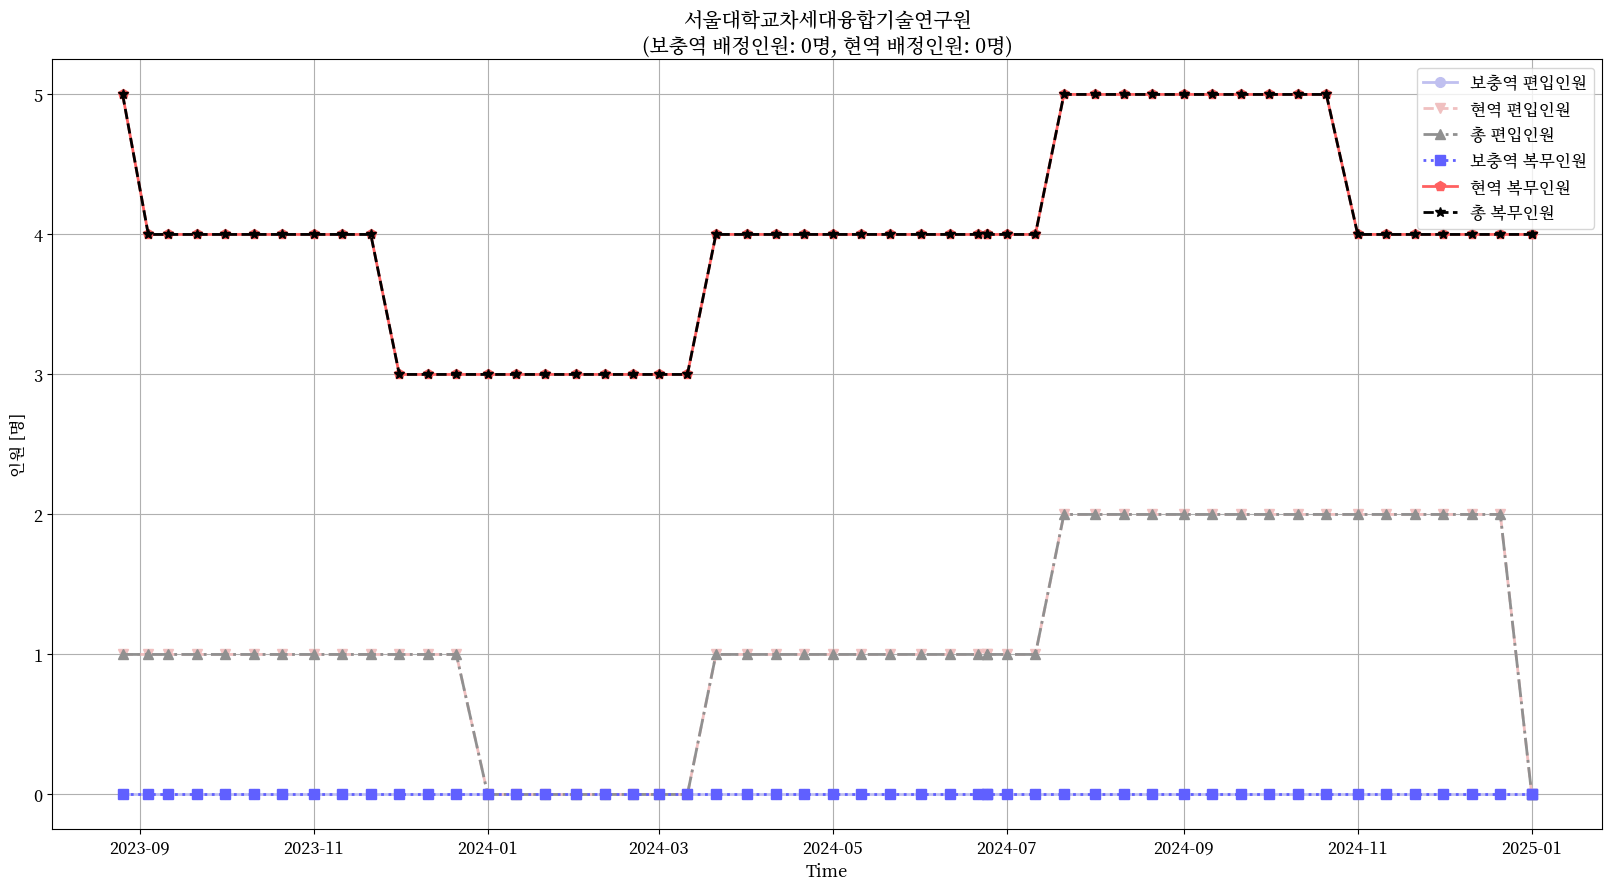 서울대학교차세대융합기술연구원
(보충역 배정인원: 0명, 현역 배정인원: 0명)
보충역 편입인원
현역 편입인원
총 편입인원
보충역 복무인원
현역 복무인원
총 복무인원
인원 [명]
5
4
3
2
1
0
2023-09
2023-11
2024-01
2024-03
2024-05
2024-07
2024-09
2024-11
2025-01
Time